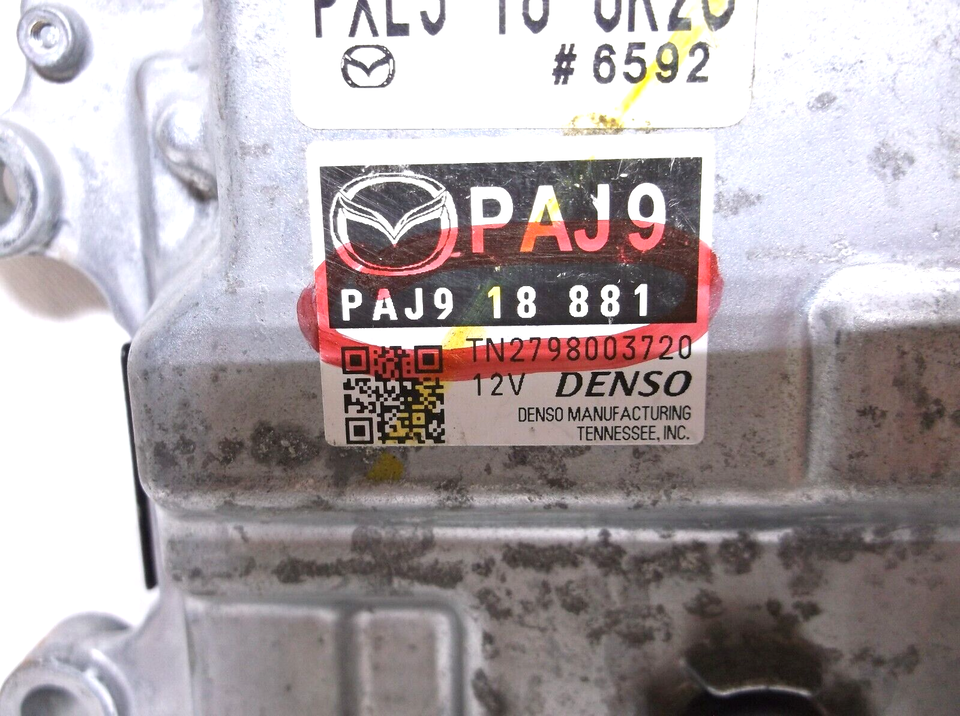 # 6592
PAJ9
PAJ9 18 881
TN2798003720
12V DENSO
DENSO MANUFACTURING
TENNESSEE, INC.